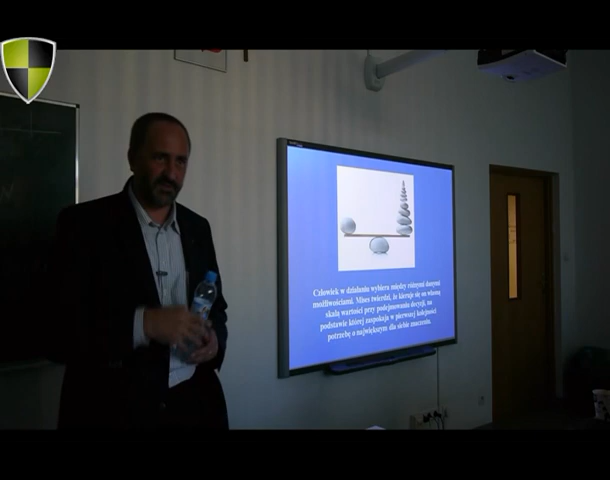 Człowiek w działaniu wybiera między różnymi danymi
możliwościami. Mises twierdzi, że kieruje się on własną
skalą wartości przy podejmowaniu decyzji, na
podstawie której zaspokaja w pierwszej kolejności
potrzebę o największym dla siebie znaczeniu.